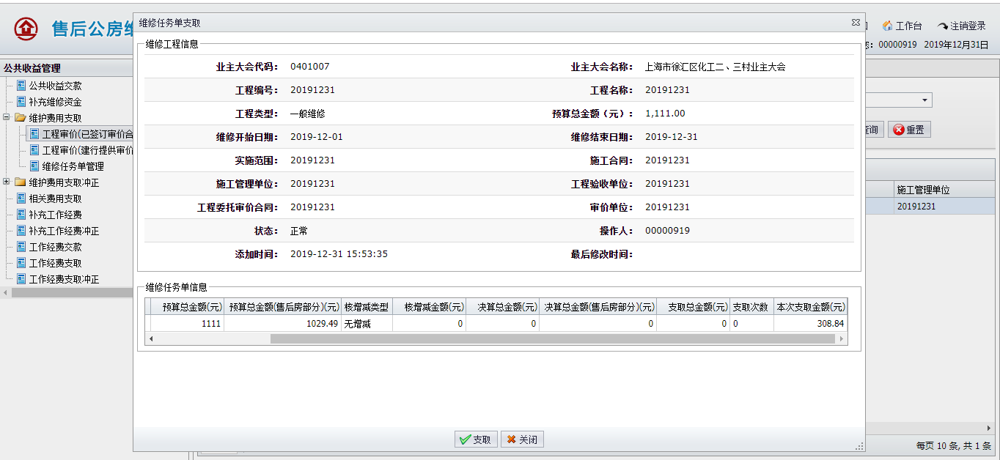 售后公房维
维修任务单支取
工作台
注销登录
00000919 2019年12月31日
公共收益管理
公共收益交款
补充维修资金
维护费用支取
工程审价(已签订审价合
工程审价(建行提供审价
维修任务单管理
维护费用支取冲正
相关费用支取
补充工作经费
补充工作经费冲正
工作经费交款
工作经费支取
工作经费支取冲正
维修工程信息
业主大会代码： 0401007 业主大会名称： 上海市徐汇区化工二、三村业主大会
工程编号： 20191231 工程名称： 20191231
工程类型： 一般维修 预算总金额（元）： 1,111.00
维修开始日期： 2019-12-01 维修结束日期： 2019-12-31
实施范围： 20191231 施工合同： 20191231
施工管理单位： 20191231 工程验收单位： 20191231
工程委托审价合同： 20191231 审价单位： 20191231
状态： 正常 操作人： 00000919
添加时间： 2019-12-31 15:53:35 最后修改时间：
维修任务单信息
预算总金额(元) 预算总金额(售后房部分)(元) 核增减类型 核增减金额(元) 决算总金额(元) 决算总金额(售后房部分)(元) 支取总金额(元) 支取次数 本次支取金额(元)
1111 1029.49 无增减 0 0 0 0 0 308.84
支取 关闭
查询 重置
施工管理单位
20191231
每页 10 条, 共 1 条